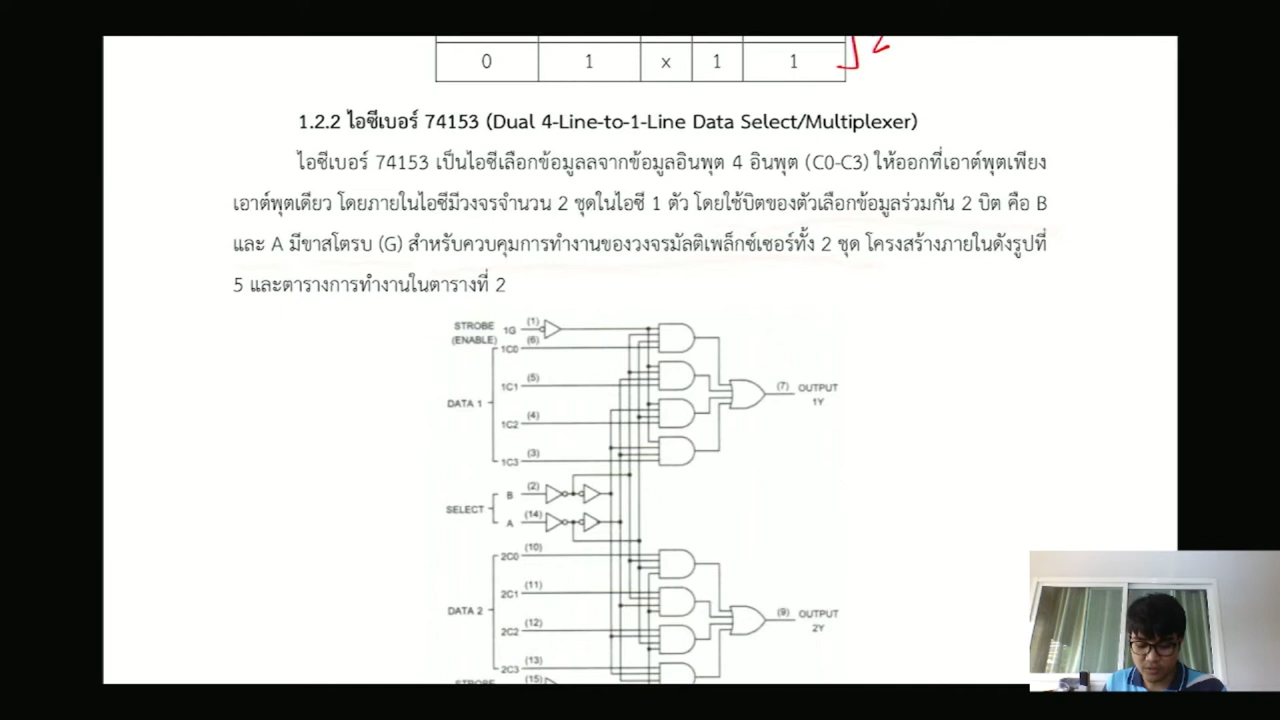 0 1 x 1 1
1.2.2 ไอซีเบอร์ 74153 (Dual 4-Line-to-1-Line Data Select/Multiplexer)
ไอซีเบอร์ 74153 เป็นไอซีเลือกข้อมูลลจากข้อมูลอินพุต 4 อินพุต (C0-C3) ให้ออกที่เอาต์พุตเพียง
เอาต์พุตเดียว โดยภายในไอซีมีวงจรจำนวน 2 ชุดในไอซี 1 ตัว โดยใช้บิตของตัวเลือกข้อมูลร่วมกัน 2 บิต คือ B
และ A มีขาสโตรบ (G) สำหรับควบคุมการทำงานของวงจรมัลติเพล็กซ์เซอร์ทั้ง 2 ชุด โครงสร้างภายในดังรูปที่
5 และตารางการทำงานในตารางที่ 2
STROBE 1G (1)
(ENABLE) (6)
1C0
(5)
1C1
(7) OUTPUT
1Y
DATA 1
(4)
1C2
(3)
1C3
(2)
B
SELECT
(14)
A
(10)
2C0
(11)
2C1
DATA 2
(9) OUTPUT
2Y
(12)
2C2
(13)
2C3
STROBE (15)